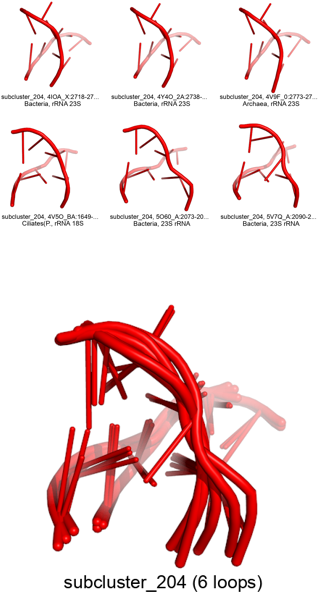 subcluster_204, 4IOA_X:2718-27...
Bacteria, rRNA 23S
subcluster_204, 4Y4O_2A:2738-...
Bacteria, rRNA 23S
subcluster_204, 4V9F_0:2773-27...
Archaea, rRNA 23S
subcluster_204, 4V5O_BA:1649-...
Ciliates(P., rRNA 18S
subcluster_204, 5O60_A:2073-20...
Bacteria, 23S rRNA
subcluster_204, 5V7Q_A:2090-2...
Bacteria, 23S rRNA
subcluster_204 (6 loops)